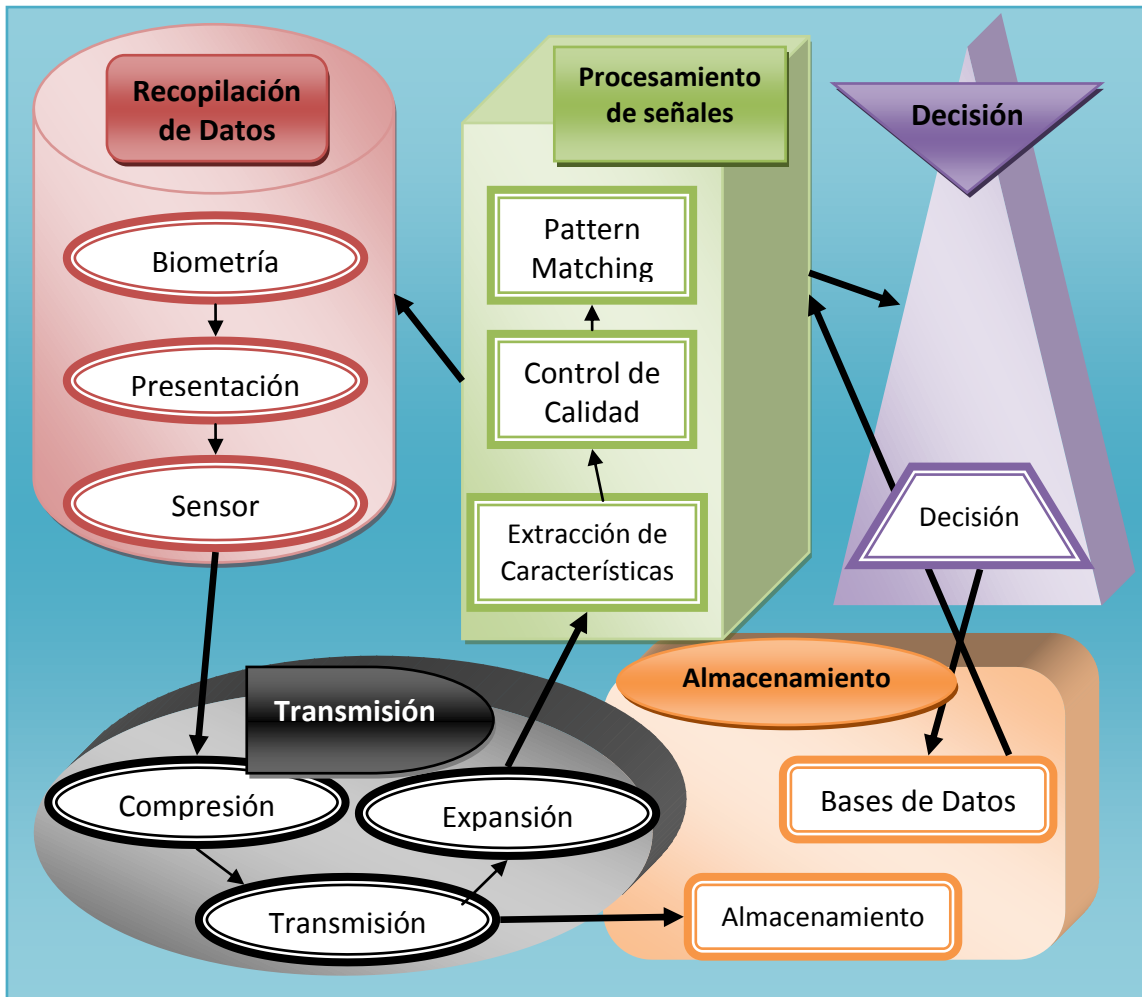 Recopilación
de Datos
Biometría
Presentación
Sensor
Procesamiento
de señales
Pattern
Matching
Control de
Calidad
Extracción de
Características
Decisión
Decisión
Transmisión
Compresión
Expansión
Transmisión
Almacenamiento
Bases de Datos
Almacenamiento